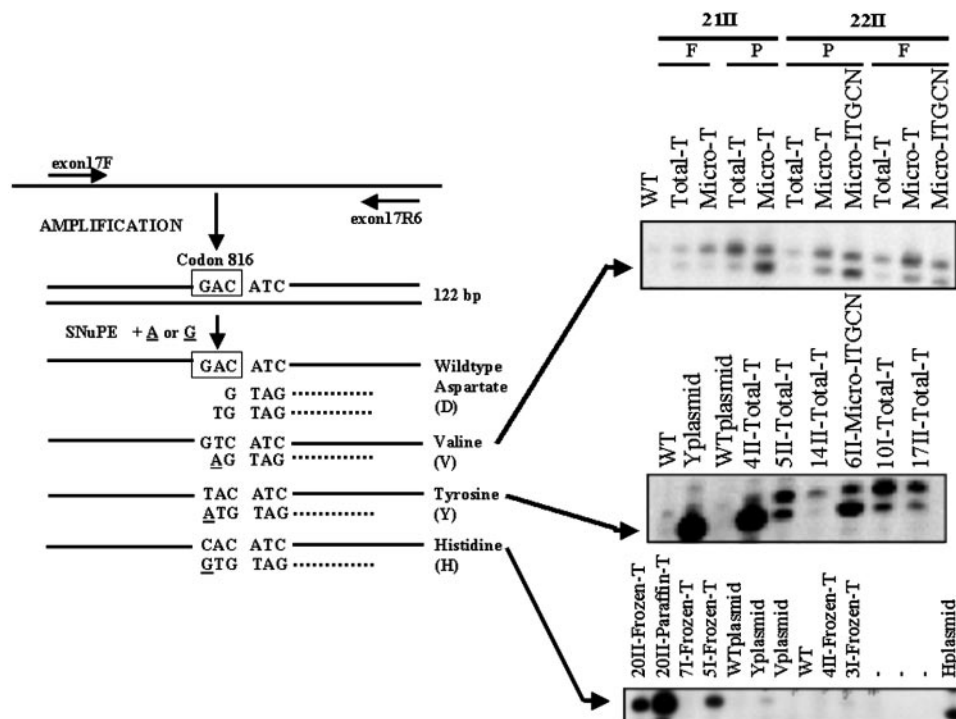 exon17F
exon17R6
AMPLIFICATION
Codon 816
GAC ATC
122 bp
SNuPE + A or G
GAC ATC
Wildtype
Aspartate
(D)
G TAG
TG TAG
GTC ATC
AG TAG
Valine
(V)
TAC ATC
ATG TAG
Tyrosine
(Y)
CAC ATC
GTG TAG
Histidine
(H)
21II 22II
F P P F
WT
Total-T
Micro-T
Total-T
Micro-T
Total-T
Micro-T
Micro-ITGCN
Total-T
Micro-T
Micro-ITGCN
WT
Yplasmid
WTplasmid
4II-Total-T
5II-Total-T
14II-Total-T
6II-Micro-ITGCN
10I-Total-T
17II-Total-T
20II-Frozen-T
20II-Paraffin-T
7I-Frozen-T
5I-Frozen-T
WTplasmid
Yplasmid
Vplasmid
WT
4II-Frozen-T
3I-Frozen-T
-
-
-
Hplasmid